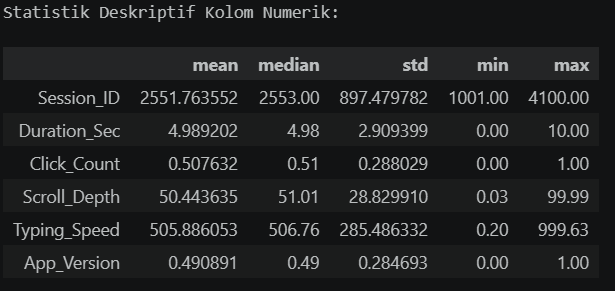 Statistik Deskriptif Kolom Numerik:
mean median std min max
Session_ID 2551.763552 2553.00 897.479782 1001.00 4100.00
Duration_Sec 4.989202 4.98 2.909399 0.00 10.00
Click_Count 0.507632 0.51 0.288029 0.00 1.00
Scroll_Depth 50.443635 51.01 28.829910 0.03 99.99
Typing_Speed 505.886053 506.76 285.486332 0.20 999.63
App_Version 0.490891 0.49 0.284693 0.00 1.00